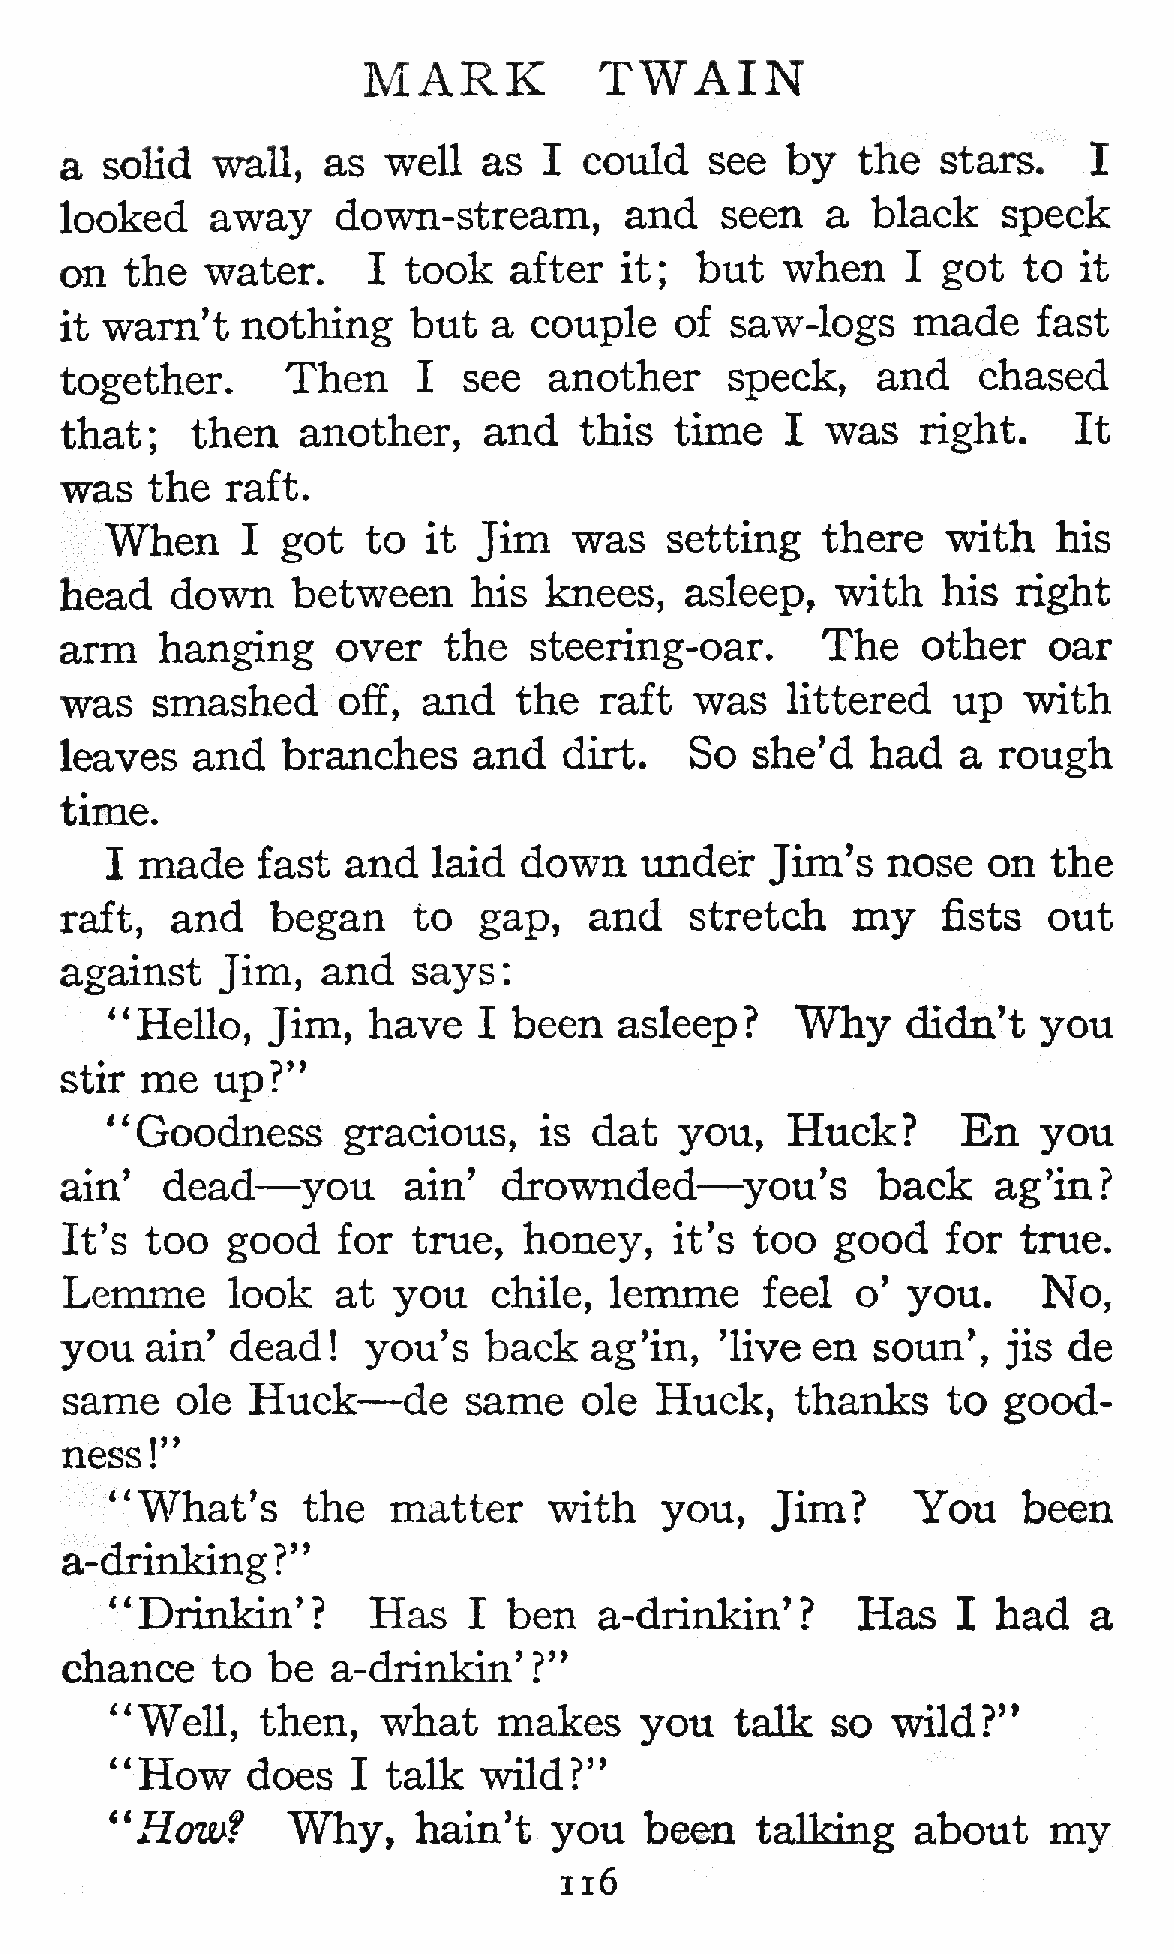 MARK TWAIN
a solid wall, as well as I could see by the stars. I
looked away down-stream, and seen a black speck
on the water. I took after it; but when I got to it
it warn't nothing but a couple of saw-logs made fast
together. Then I see another speck, and chased
that; then another, and this time I was right. It
was the raft.
When I got to it Jim was setting there with his
head down between his knees, asleep, with his right
arm hanging over the steering-oar. The other oar
was smashed off, and the raft was littered up with
leaves and branches and dirt. So she'd had a rough
time.
I made fast and laid down under Jim's nose on the
raft, and began to gap, and stretch my fists out
against Jim, and says:
"Hello, Jim, have I been asleep? Why didn't you
stir me up?"
"Goodness gracious, is dat you, Huck? En you
ain' dead—you ain' drownded—you's back ag'in?
It's too good for true, honey, it's too good for true.
Lemme look at you chile, lemme feel o' you. No,
you ain' dead! you's back ag'in, 'live en soun', jis de
same ole Huck—de same ole Huck, thanks to good-
ness!"
"What's the matter with you, Jim? You been
a-drinking?"
"Drinkin'? Has I ben a-drinkin'? Has I had a
chance to be a-drinkin'?"
"Well, then, what makes you talk so wild?"
"How does I talk wild?"
"How? Why, hain't you been talking about my
116